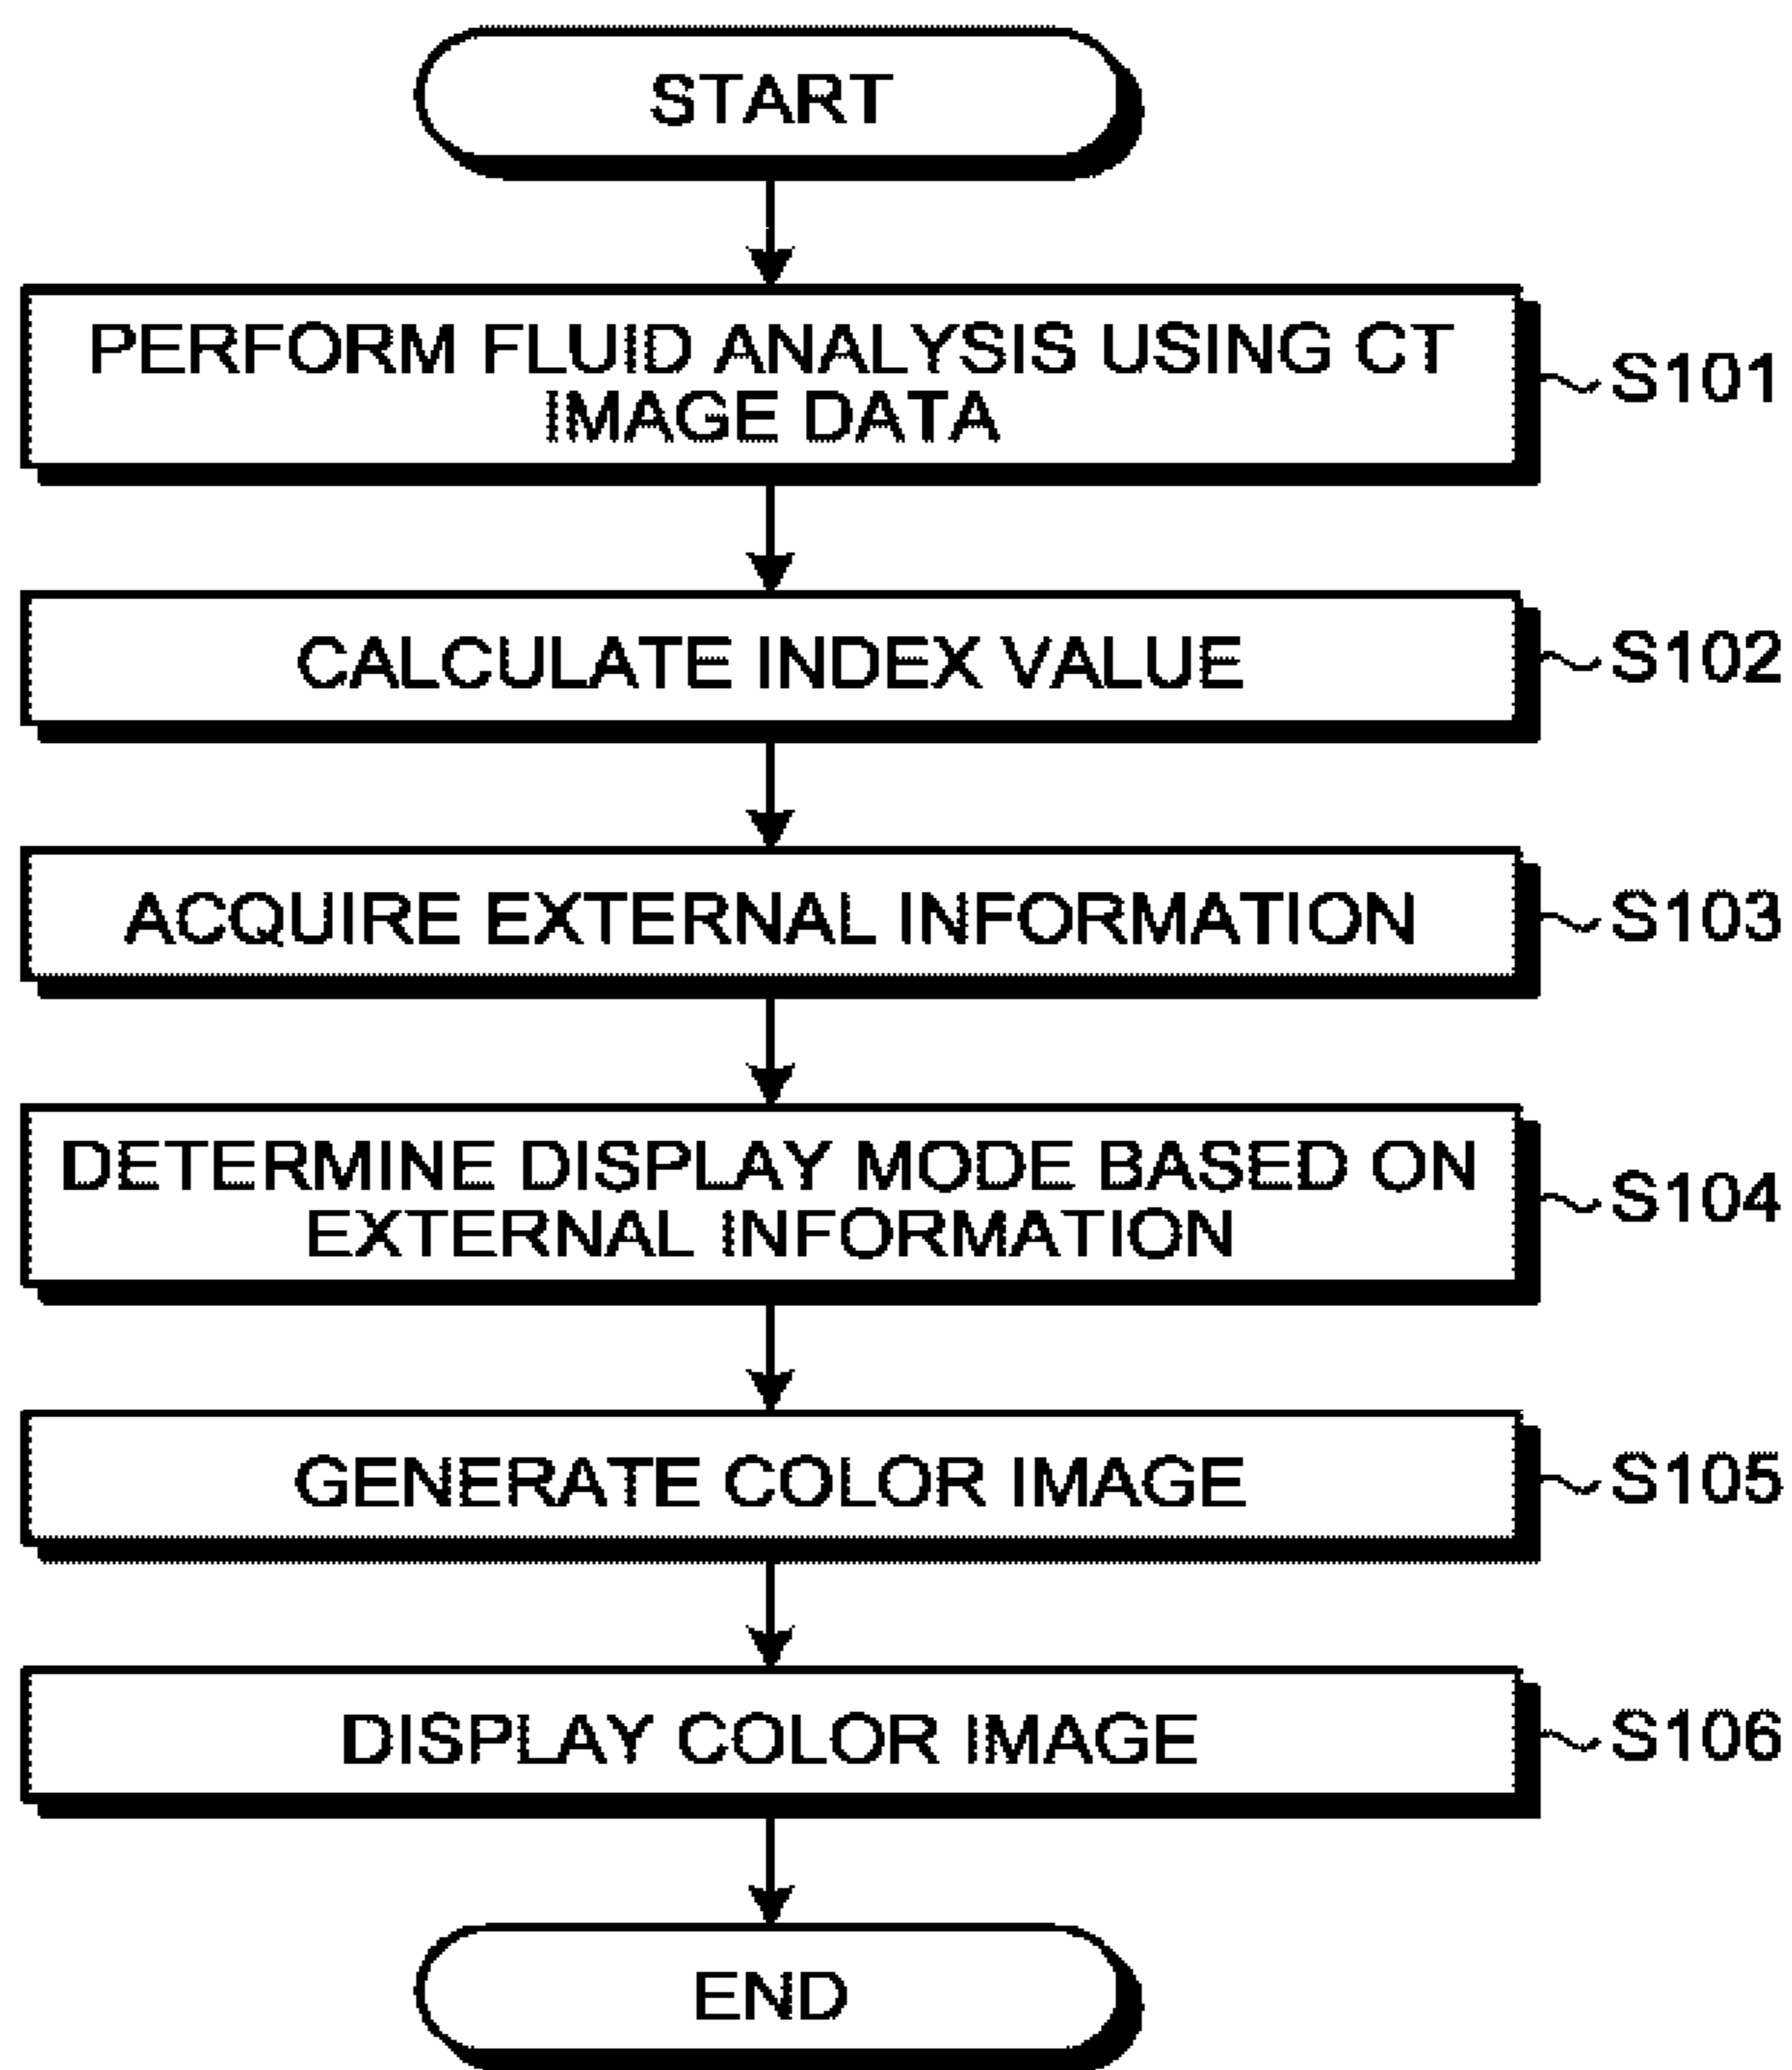 START
PERFORM FLUID ANALYSIS USING CT
IMAGE DATA
S101
CALCULATE INDEX VALUE
S102
ACQUIRE EXTERNAL INFORMATION
S103
DETERMINE DISPLAY MODE BASED ON
EXTERNAL INFORMATION
S104
GENERATE COLOR IMAGE
S105
DISPLAY COLOR IMAGE
S106
END